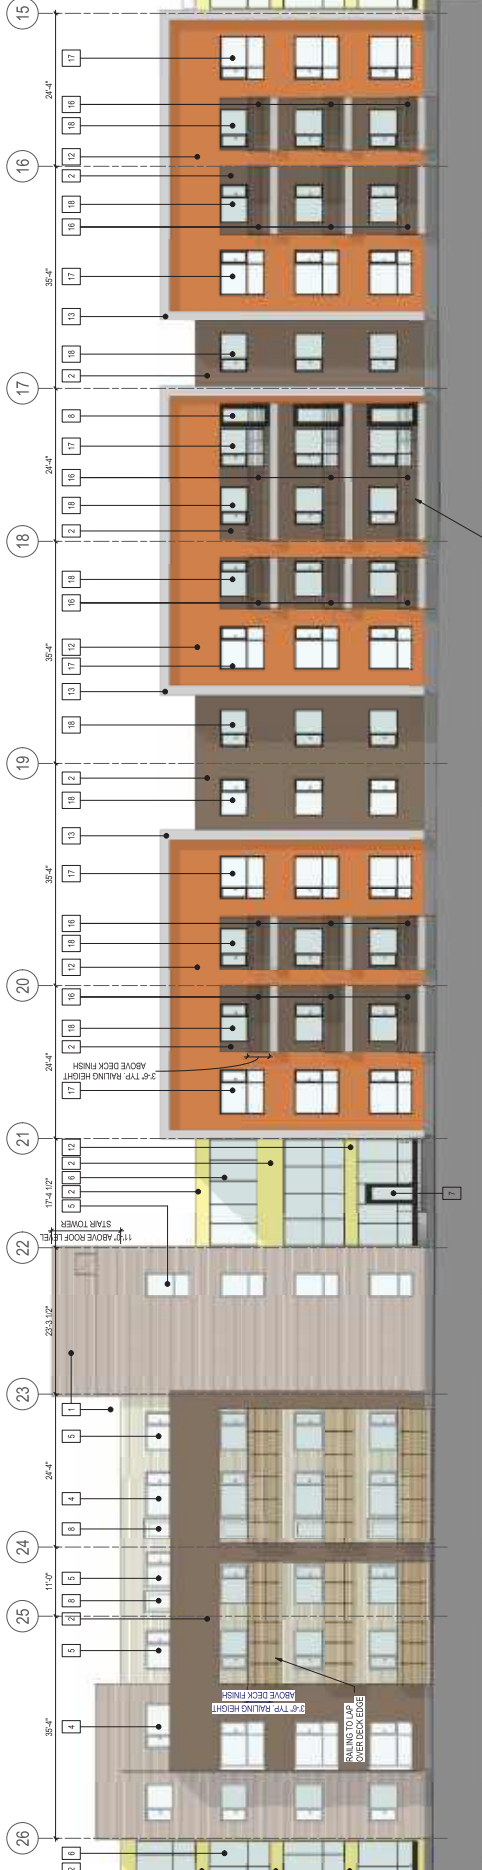 26 25 24 23 22 21 20 19 18 17 16 15
35'-4" 11'-0" 24'-4" 23'-3 1/2" 17'-4 1/2" 24'-4" 35'-4" 35'-4" 24'-4" 35'-4" 24'-4"
2 6 4 5 2 8 5 8 4 5 1 5 2 6 2 12 17 2 18 16 12 18 16 17 13 18 2 18 13 17 12 16 18 2 18 16 17 8 2 18 13 17 16 18 2 12 18 16 17
11'-0" ABOVE ROOF LEVEL
STAIR TOWER
3'-6" TYP. RAILING HEIGHT
ABOVE DECK FINISH
3'-6" TYP. RAILING HEIGHT
ABOVE DECK FINISH
RAILING TO LAP
OVER DECK EDGE
7